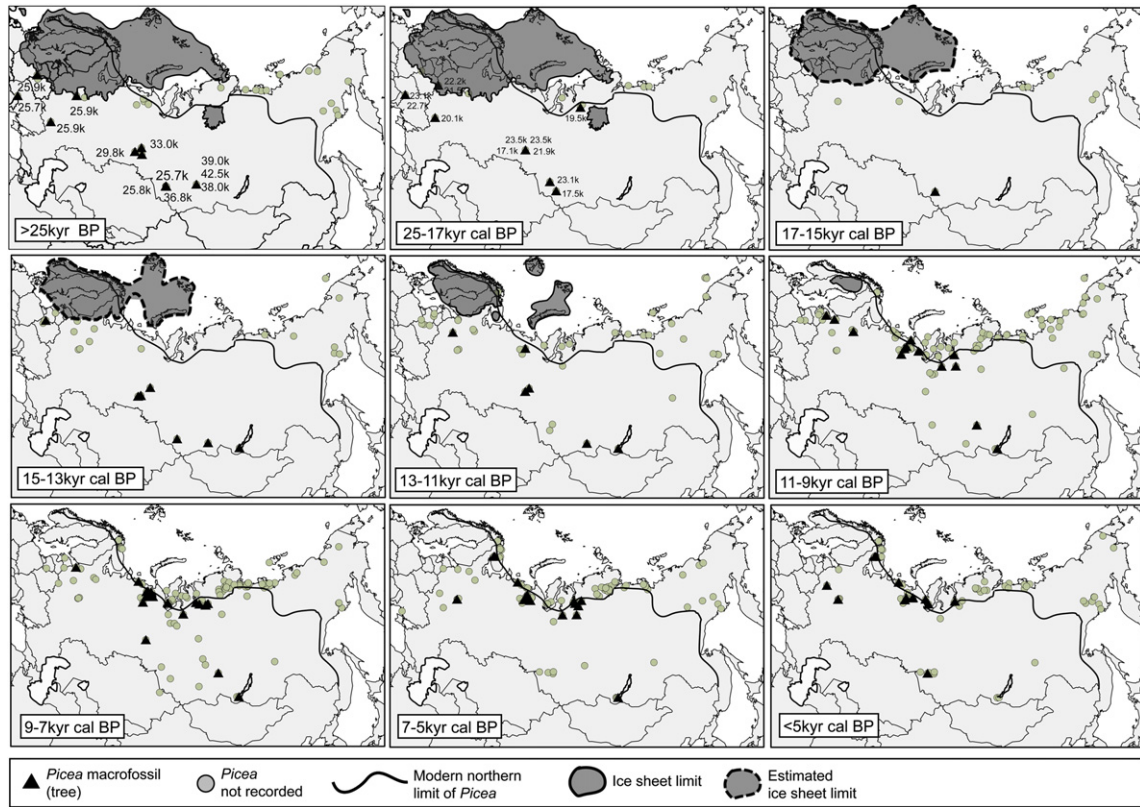 25.9k
25.7k
25.9k
25.9k
33.0k
29.8k
39.0k
42.5k
38.0k
25.7k
25.8k
36.8k
>25kyr BP
22.2k
23.1k
22.7k
20.1k
19.5k
23.5k 23.5k
17.1k 21.9k
23.1k
17.5k
25-17kyr cal BP
17-15kyr cal BP
15-13kyr cal BP
13-11kyr cal BP
11-9kyr cal BP
9-7kyr cal BP
7-5kyr cal BP
<5kyr cal BP
Picea macrofossil
(tree)
Picea
not recorded
Modern northern
limit of Picea
Ice sheet limit
Estimated
ice sheet limit